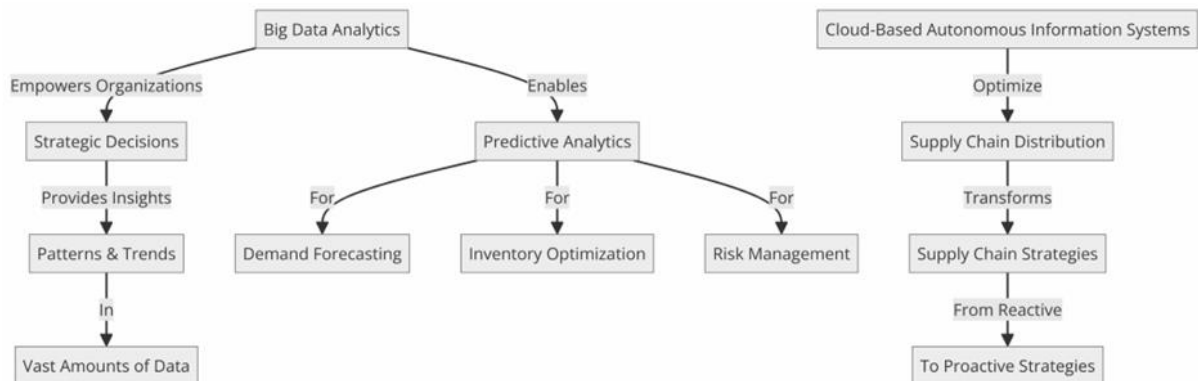 Big Data Analytics
Cloud-Based Autonomous Information Systems
Empowers Organizations
Enables
Optimize
Strategic Decisions
Predictive Analytics
Supply Chain Distribution
Provides Insights
For
For
For
Transforms
Patterns & Trends
Demand Forecasting
Inventory Optimization
Risk Management
Supply Chain Strategies
In
From Reactive
Vast Amounts of Data
To Proactive Strategies